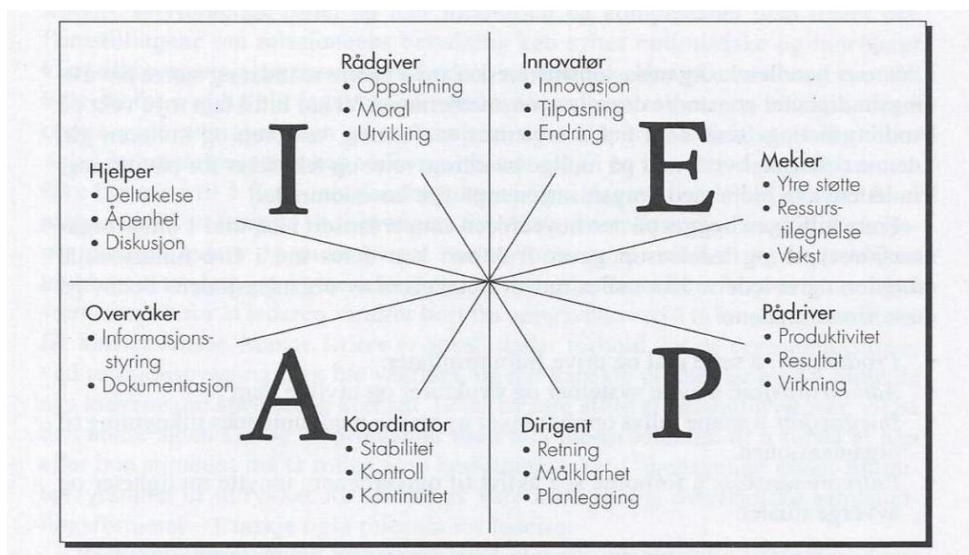 Rådgiver
• Oppslutning
• Moral
• Utvikling
Innovatør
• Innovasjon
• Tilpasning
• Endring
I
E
Hjelper
• Deltakelse
• Åpenhet
• Diskusjon
Mekler
• Ytre støtte
• Ressurs-
tilegnelse
• Vekst
Overvåker
• Informasjons-
styring
• Dokumentasjon
Pådriver
• Produktivitet
• Resultat
• Virkning
A
P
Koordinator
• Stabilitet
• Kontroll
• Kontinuitet
Dirigent
• Retning
• Målklarhet
• Planlegging